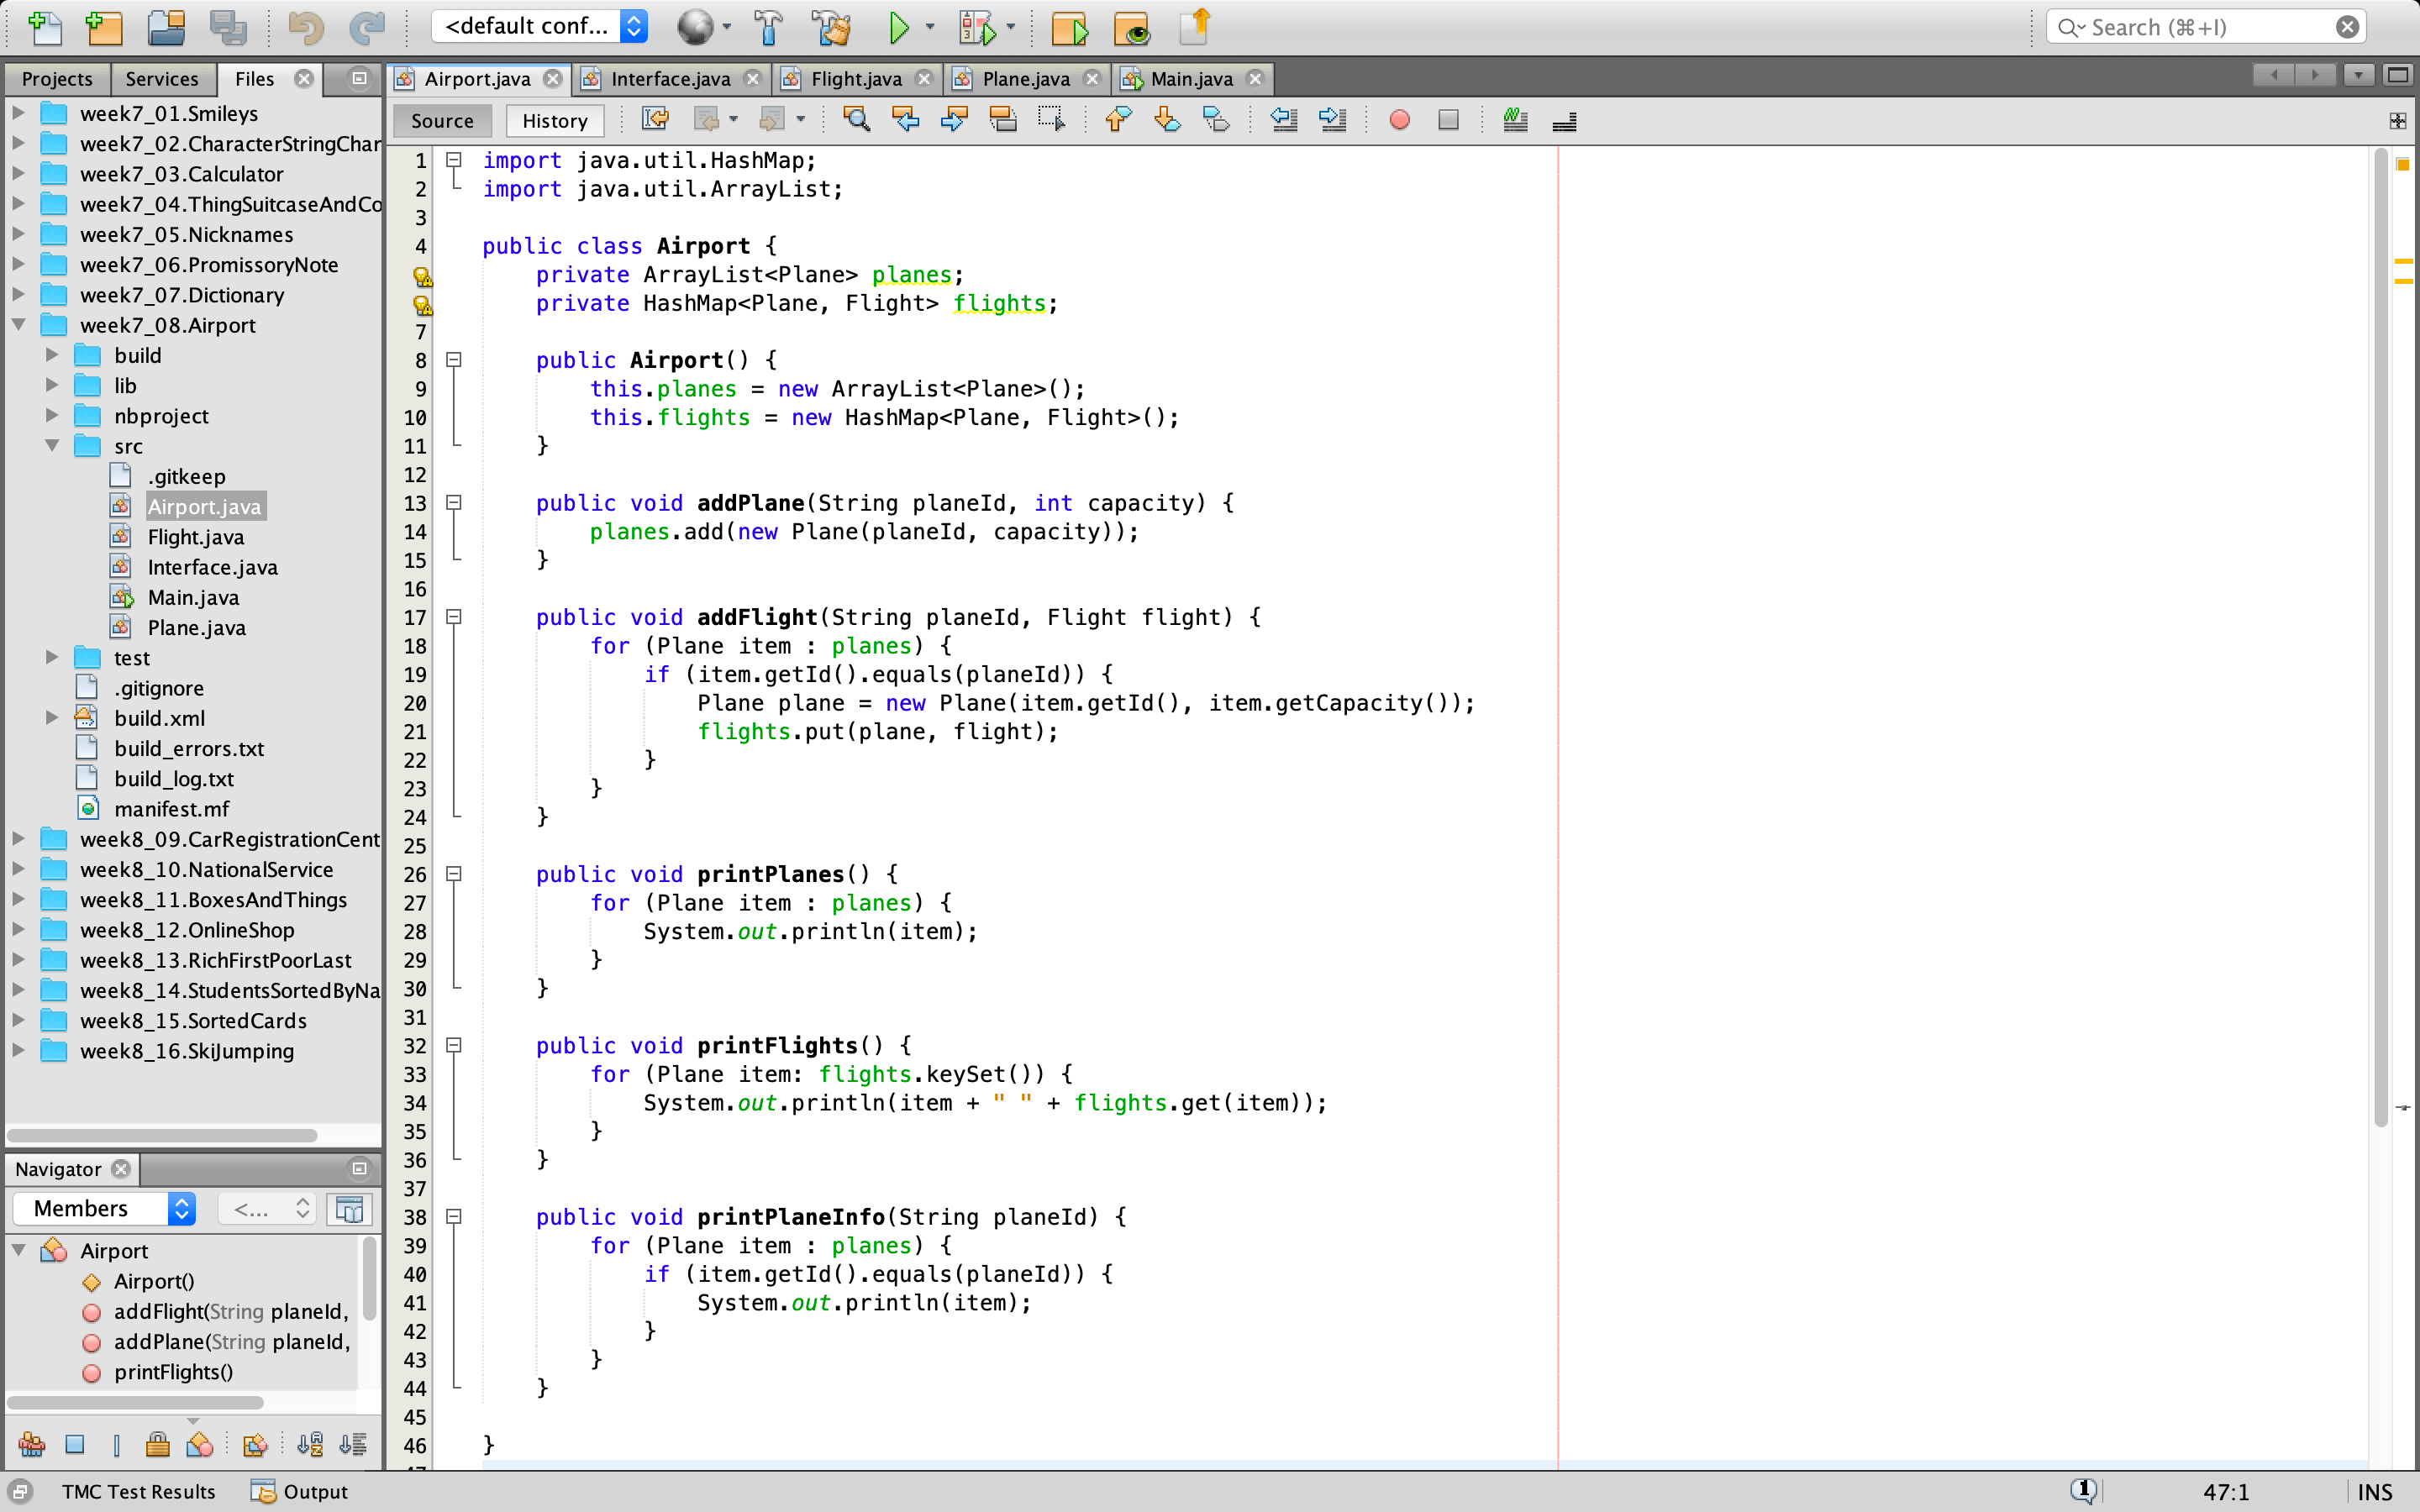 <default conf...
Search (⌘+I)
Projects
Services
Files
Airport.java
Interface.java
Flight.java
Plane.java
Main.java
Source
History
week7_01.Smileys
week7_02.CharacterStringChar
week7_03.Calculator
week7_04.ThingSuitcaseAndCo
week7_05.Nicknames
week7_06.PromissoryNote
week7_07.Dictionary
week7_08.Airport
build
lib
nbproject
src
.gitkeep
Airport.java
Flight.java
Interface.java
Main.java
Plane.java
test
.gitignore
build.xml
build_errors.txt
build_log.txt
manifest.mf
week8_09.CarRegistrationCent
week8_10.NationalService
week8_11.BoxesAndThings
week8_12.OnlineShop
week8_13.RichFirstPoorLast
week8_14.StudentsSortedByNa
week8_15.SortedCards
week8_16.SkiJumping
Navigator
Members
<...
Airport
Airport()
addFlight(String planeId,
addPlane(String planeId,
printFlights()
1 import java.util.HashMap;
2 import java.util.ArrayList;
3
4 public class Airport {
    private ArrayList<Plane> planes;
    private HashMap<Plane, Flight> flights;
7
8     public Airport() {
9         this.planes = new ArrayList<Plane>();
10         this.flights = new HashMap<Plane, Flight>();
11     }
12
13     public void addPlane(String planeId, int capacity) {
14         planes.add(new Plane(planeId, capacity));
15     }
16
17     public void addFlight(String planeId, Flight flight) {
18         for (Plane item : planes) {
19             if (item.getId().equals(planeId)) {
20                 Plane plane = new Plane(item.getId(), item.getCapacity());
21                 flights.put(plane, flight);
22             }
23         }
24     }
25
26     public void printPlanes() {
27         for (Plane item : planes) {
28             System.out.println(item);
29         }
30     }
31
32     public void printFlights() {
33         for (Plane item: flights.keySet()) {
34             System.out.println(item + " " + flights.get(item));
35         }
36     }
37
38     public void printPlaneInfo(String planeId) {
39         for (Plane item : planes) {
40             if (item.getId().equals(planeId)) {
41                 System.out.println(item);
42             }
43         }
44     }
45
46 }
TMC Test Results
Output
1
47:1
INS